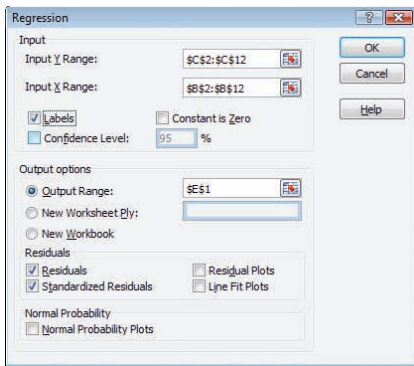 Regression
Input
Input Y Range: $C$2:$C$12
Input X Range: $B$2:$B$12
Labels Constant is Zero
Confidence Level: 95 %
OK
Cancel
Help
Output options
Output Range: $E$1
New Worksheet Ply:
New Workbook
Residuals
Residuals Residual Plots
Standardized Residuals Line Fit Plots
Normal Probability
Normal Probability Plots